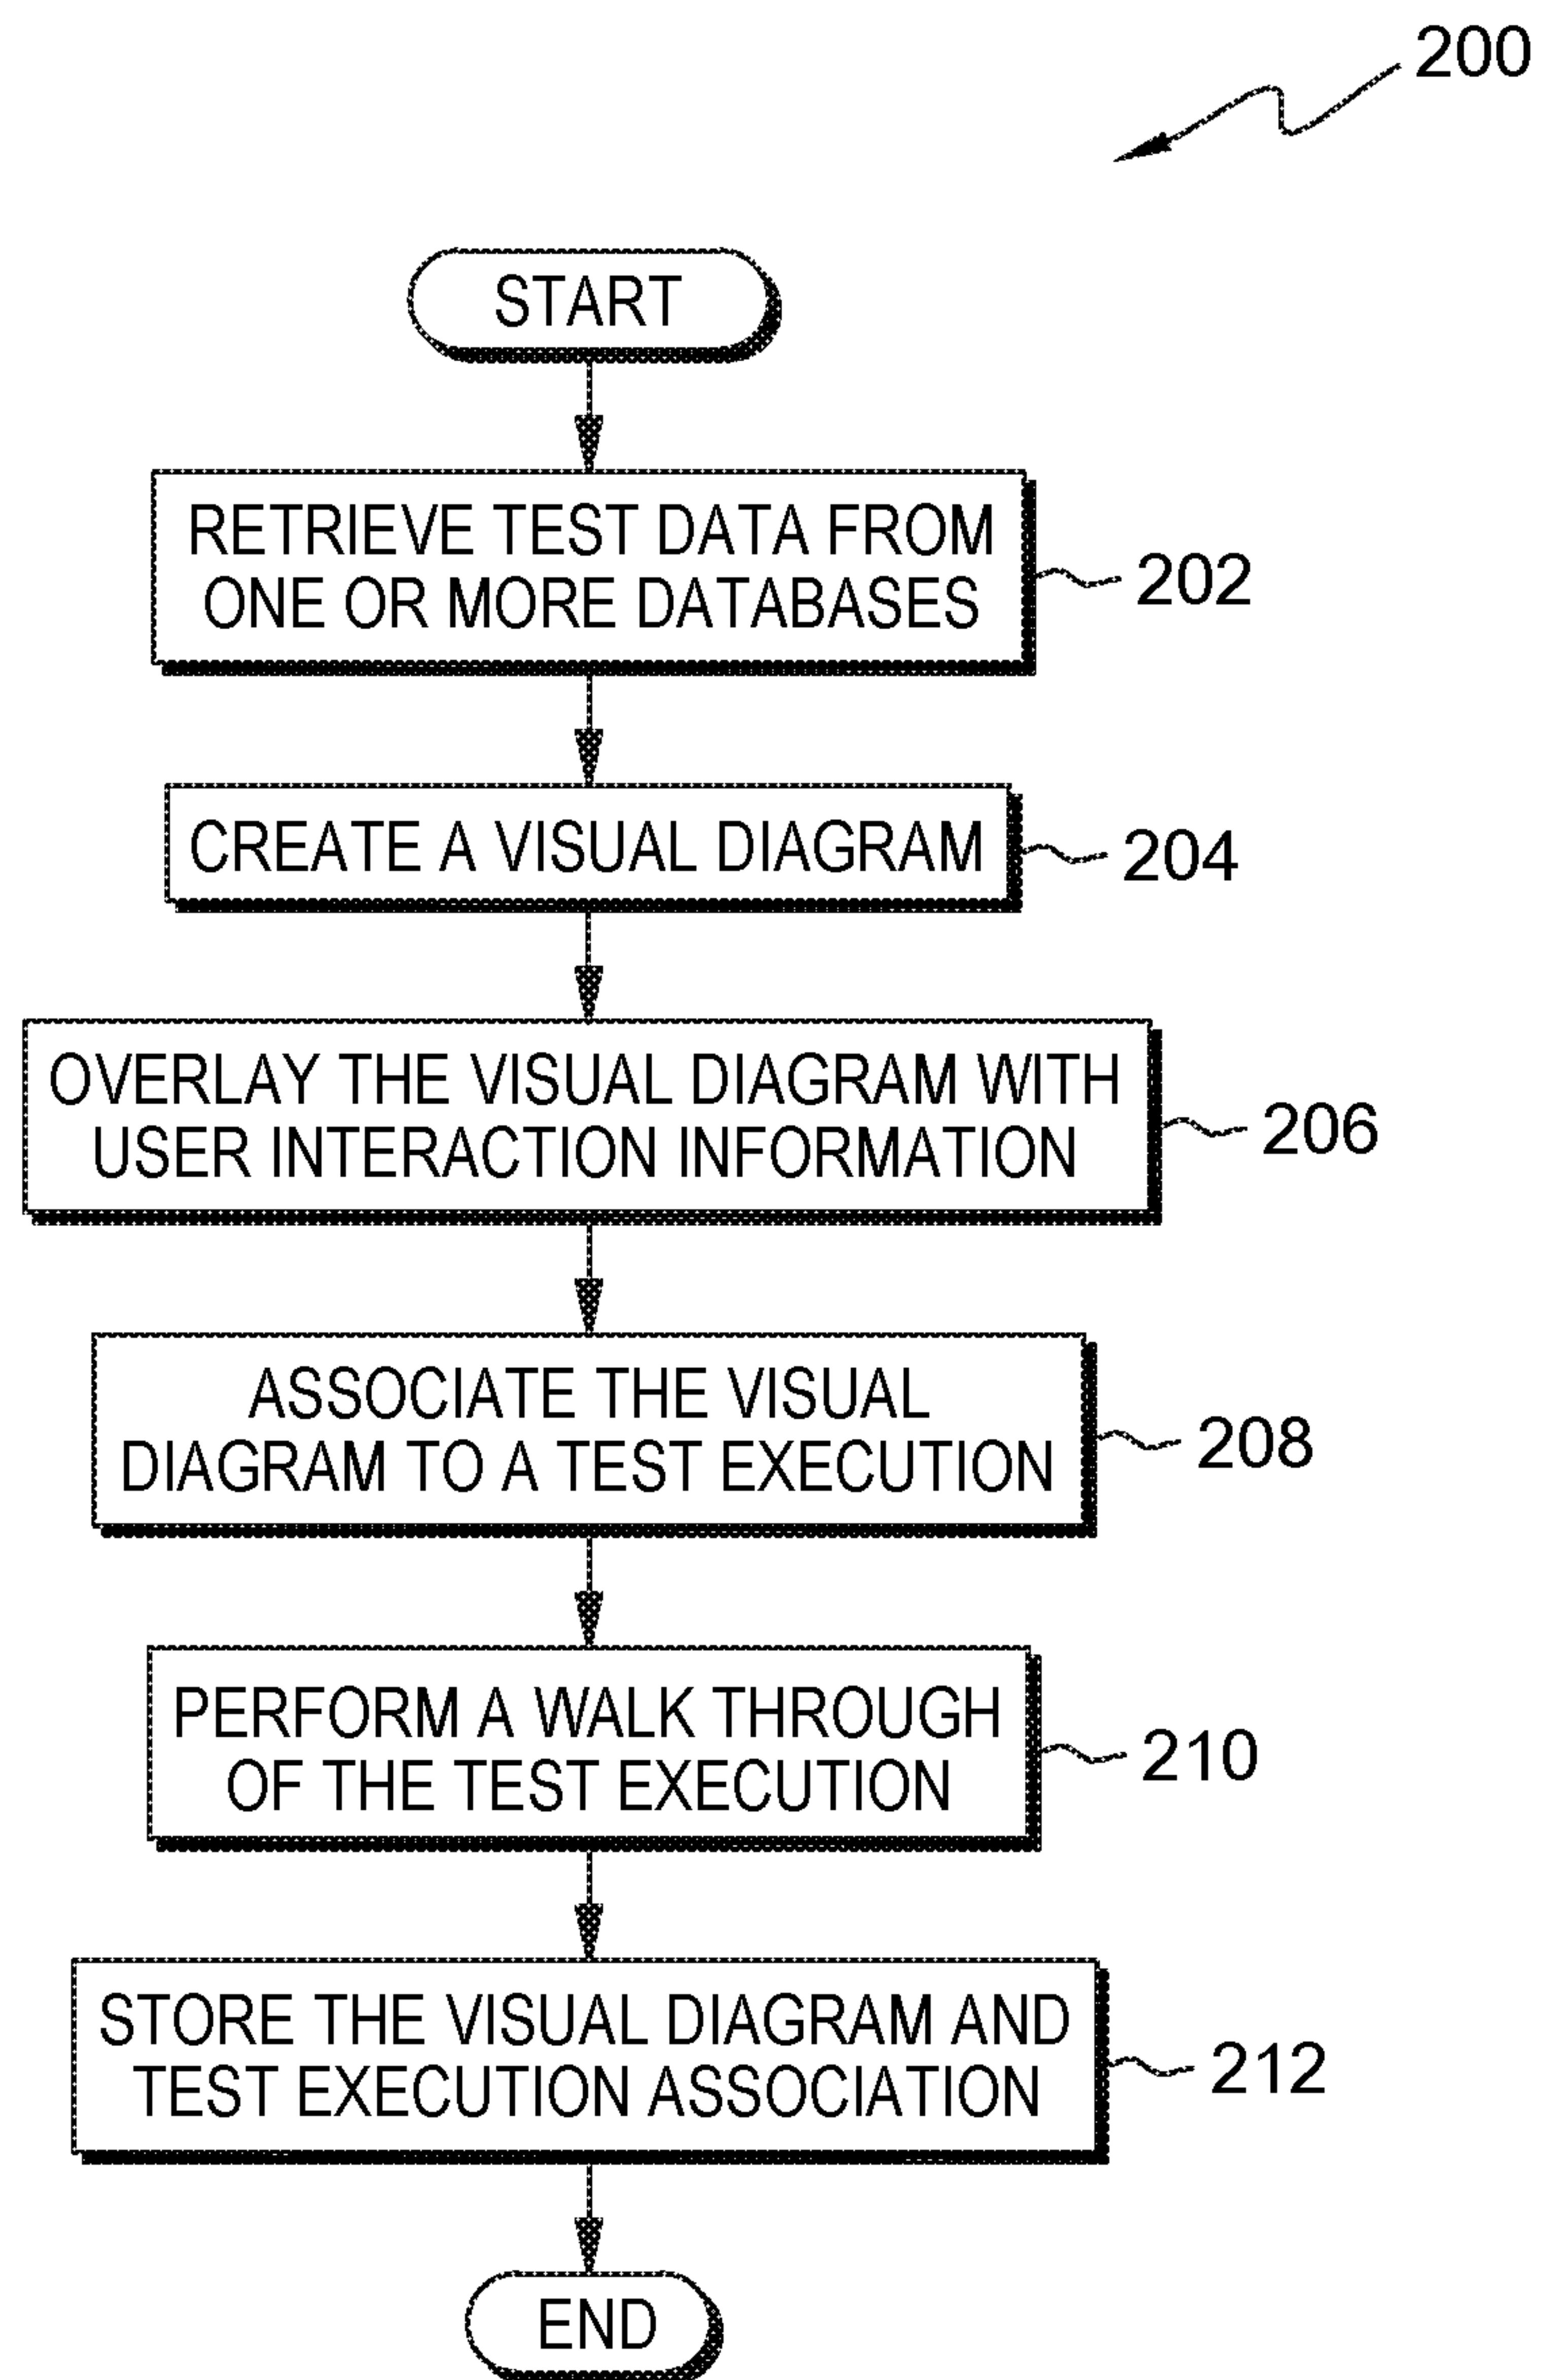 200
START
RETRIEVE TEST DATA FROM
ONE OR MORE DATABASES
202
CREATE A VISUAL DIAGRAM
204
OVERLAY THE VISUAL DIAGRAM WITH
USER INTERACTION INFORMATION
206
ASSOCIATE THE VISUAL
DIAGRAM TO A TEST EXECUTION
208
PERFORM A WALK THROUGH
OF THE TEST EXECUTION
210
STORE THE VISUAL DIAGRAM AND
TEST EXECUTION ASSOCIATION
212
END